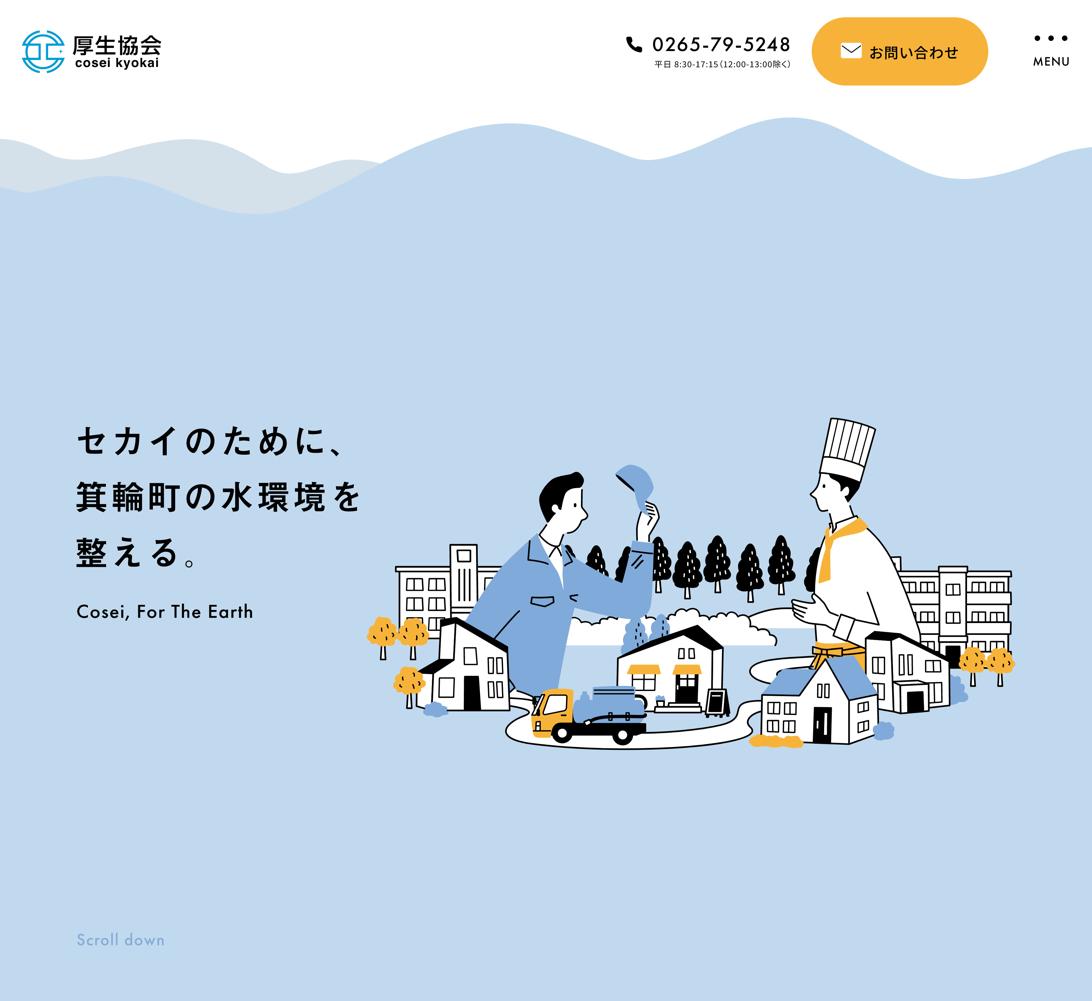 厚生協会
cosei kyokai
0265-79-5248
平日 8:30-17:15（12:00-13:00除く）
お問い合わせ
MENU
セカイのために、
箕輪町の水環境を
整える。
Cosei, For The Earth
Scroll down